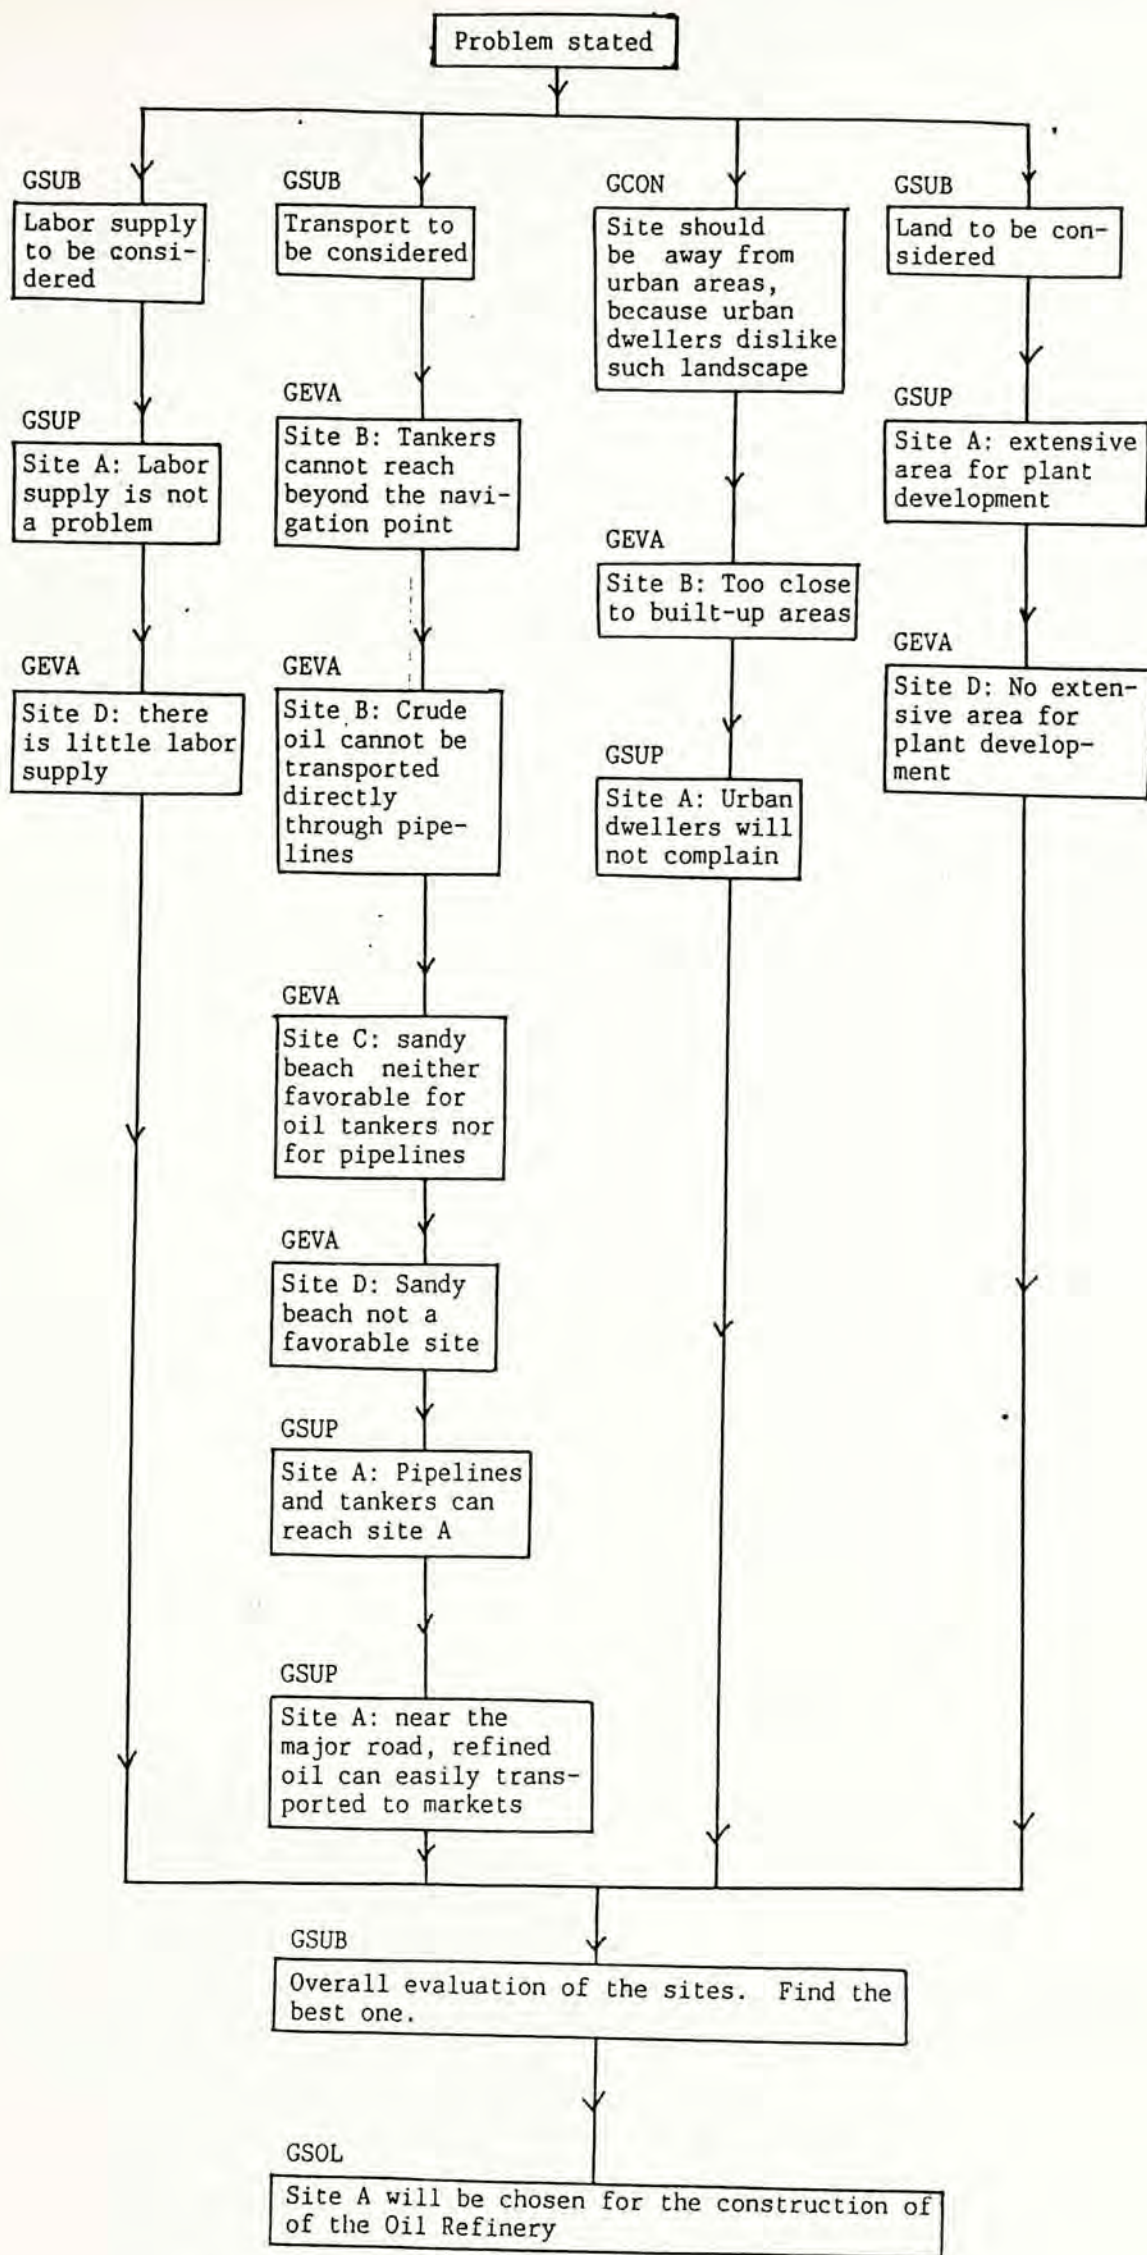 Problem stated
GSUB
Labor supply
to be consi-
dered
GSUP
Site A: Labor
supply is not
a problem
GEVA
Site D: there
is little labor
supply
GSUB
Transport to
be considered
GEVA
Site B: Tankers
cannot reach
beyond the navi-
gation point
GEVA
Site B: Crude
oil cannot be
transported
directly
through pipe-
lines
GEVA
Site C: sandy
beach neither
favorable for
oil tankers nor
for pipelines
GEVA
Site D: Sandy
beach not a
favorable site
GSUP
Site A: Pipelines
and tankers can
reach site A
GSUP
Site A: near the
major road, refined
oil can easily trans-
ported to markets
GCON
Site should
be away from
urban areas,
because urban
dwellers dislike
such landscape
GEVA
Site B: Too close
to built-up areas
GSUP
Site A: Urban
dwellers will
not complain
GSUB
Land to be con-
sidered
GSUP
Site A: extensive
area for plant
development
GEVA
Site D: No exten-
sive area for
plant develop-
ment
GSUB
Overall evaluation of the sites. Find the
best one.
GSOL
Site A will be chosen for the construction of
of the Oil Refinery